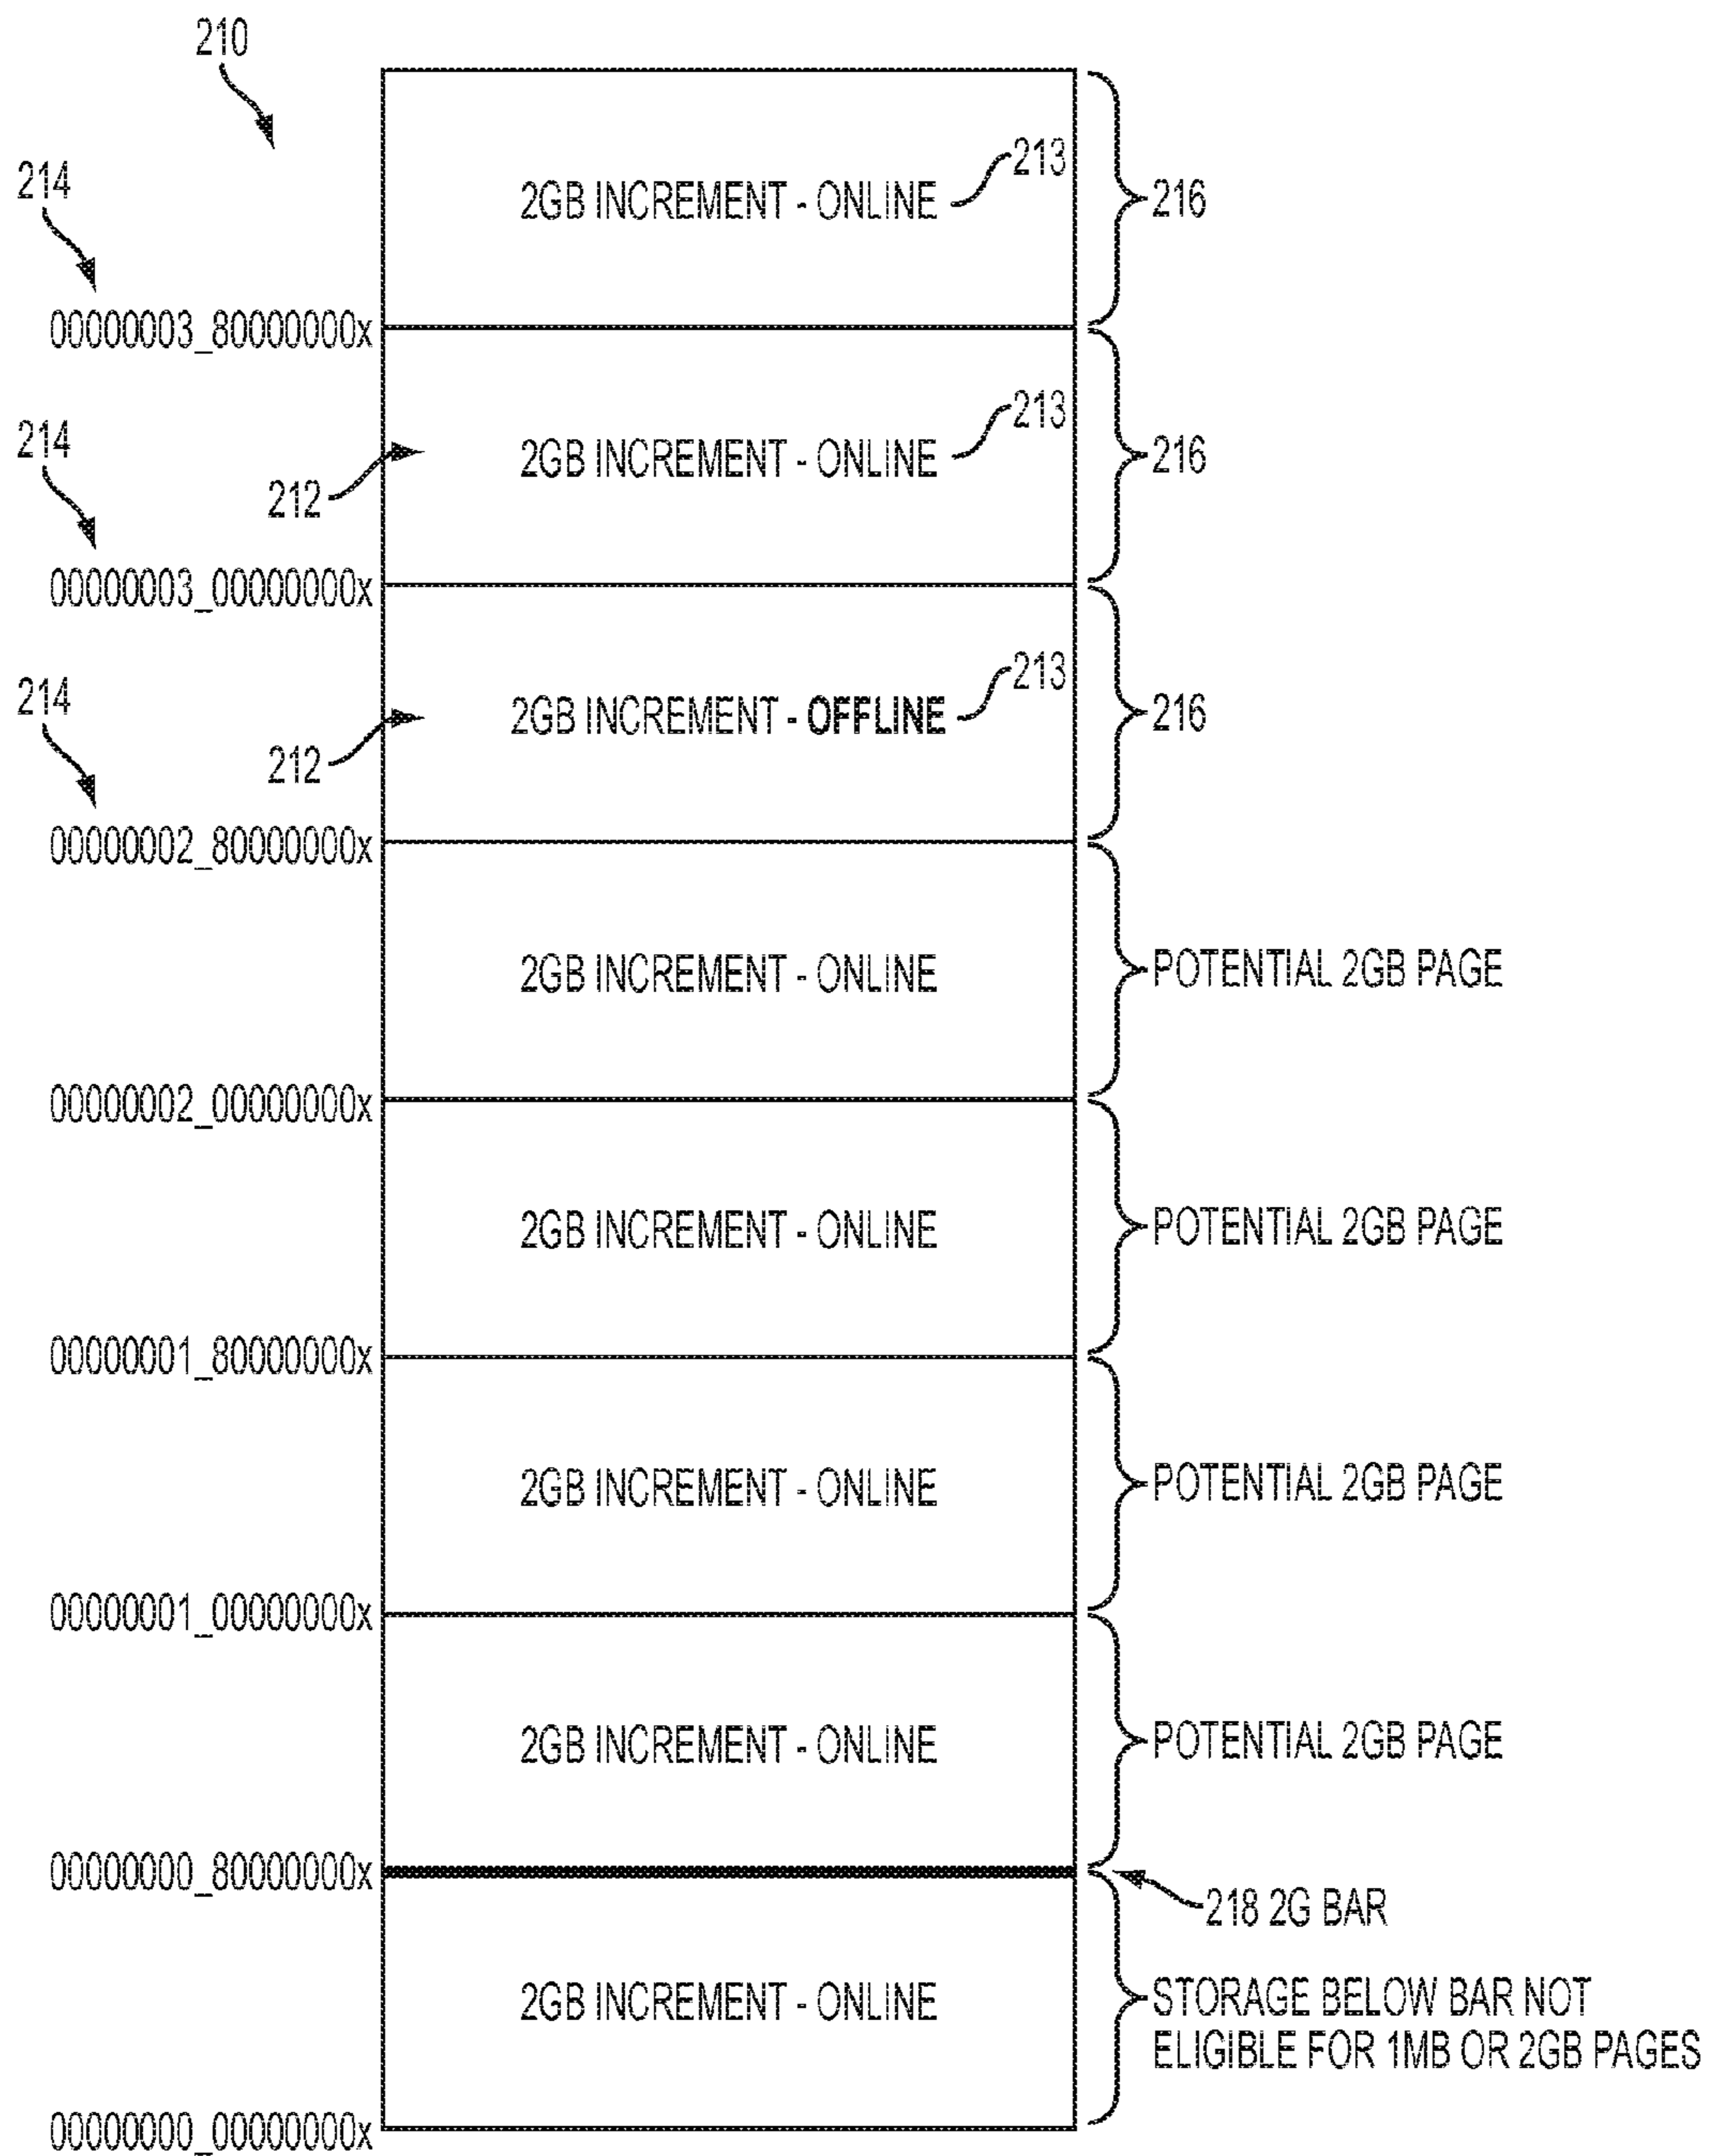 210
213
214
2GB INCREMENT - ONLINE
216
00000003_80000000x
213
214
2GB INCREMENT - ONLINE
216
212
00000003_00000000x
213
214
2GB INCREMENT - OFFLINE
216
212
00000002_80000000x
2GB INCREMENT - ONLINE
POTENTIAL 2GB PAGE
00000002_00000000x
2GB INCREMENT - ONLINE
POTENTIAL 2GB PAGE
00000001_80000000x
2GB INCREMENT - ONLINE
POTENTIAL 2GB PAGE
00000001_00000000x
2GB INCREMENT - ONLINE
POTENTIAL 2GB PAGE
00000000_80000000x
218 2G BAR
2GB INCREMENT - ONLINE
STORAGE BELOW BAR NOT
ELIGIBLE FOR 1MB OR 2GB PAGES
00000000_00000000x